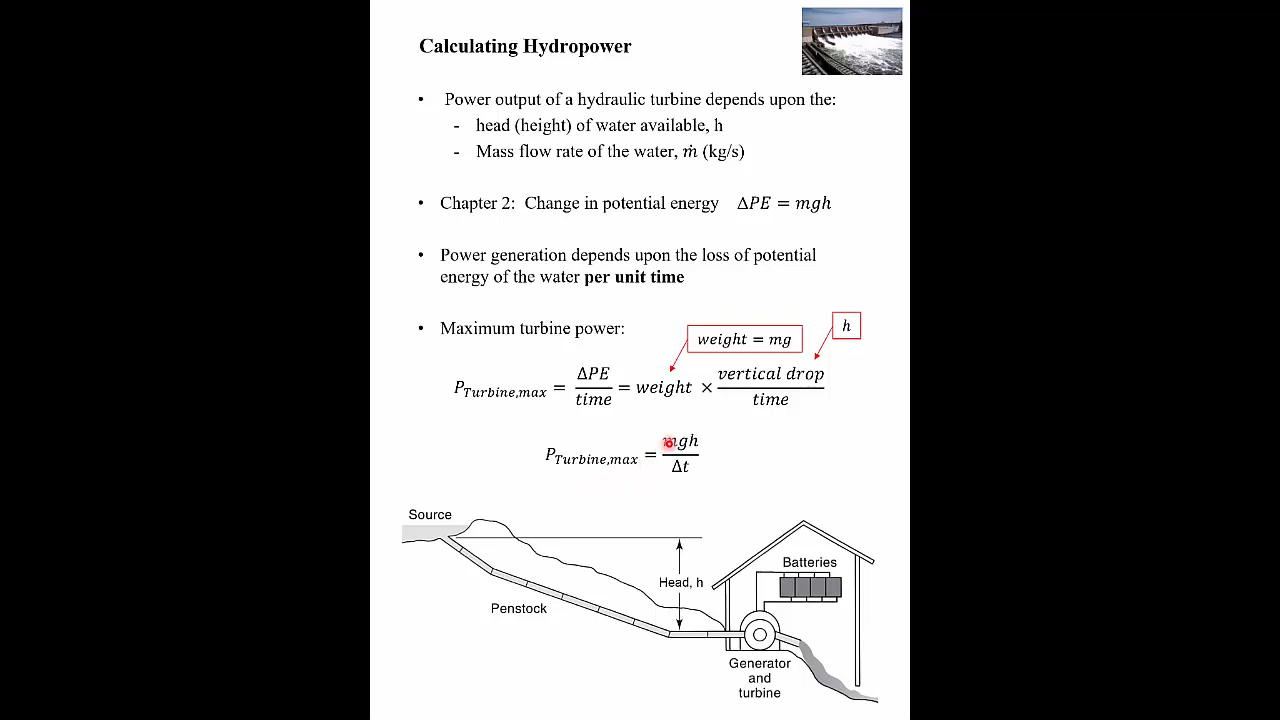 Calculating Hydropower
• Power output of a hydraulic turbine depends upon the:
- head (height) of water available, h
- Mass flow rate of the water, ṁ (kg/s)
• Chapter 2: Change in potential energy ΔPE = mgh
• Power generation depends upon the loss of potential
energy of the water per unit time
• Maximum turbine power:
weight = mg
h
P_Turbine,max = ΔPE/time = weight × vertical drop/time
P_Turbine,max = mgh/Δt
Source
Head, h
Penstock
Batteries
Generator
and
turbine